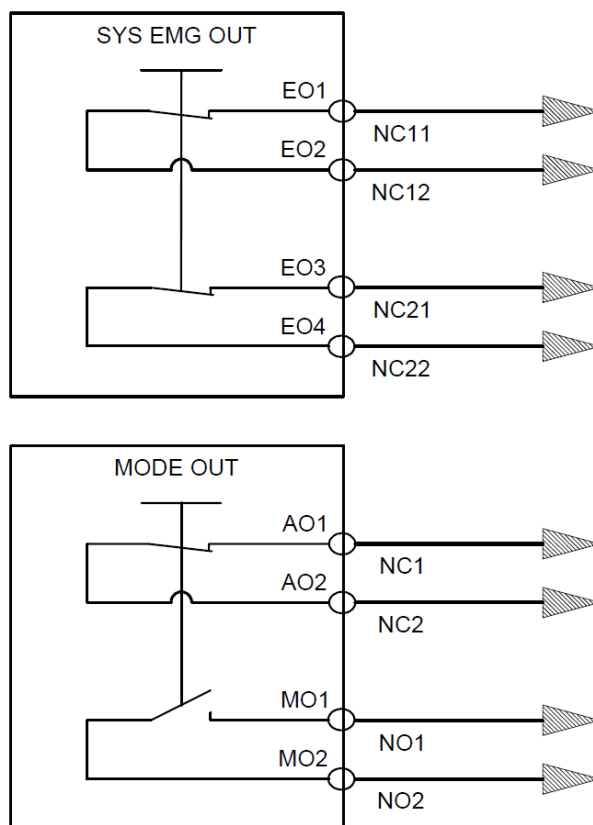 SYS EMG OUT
EO1
NC11
EO2
NC12
EO3
NC21
EO4
NC22
MODE OUT
AO1
NC1
AO2
NC2
MO1
NO1
MO2
NO2